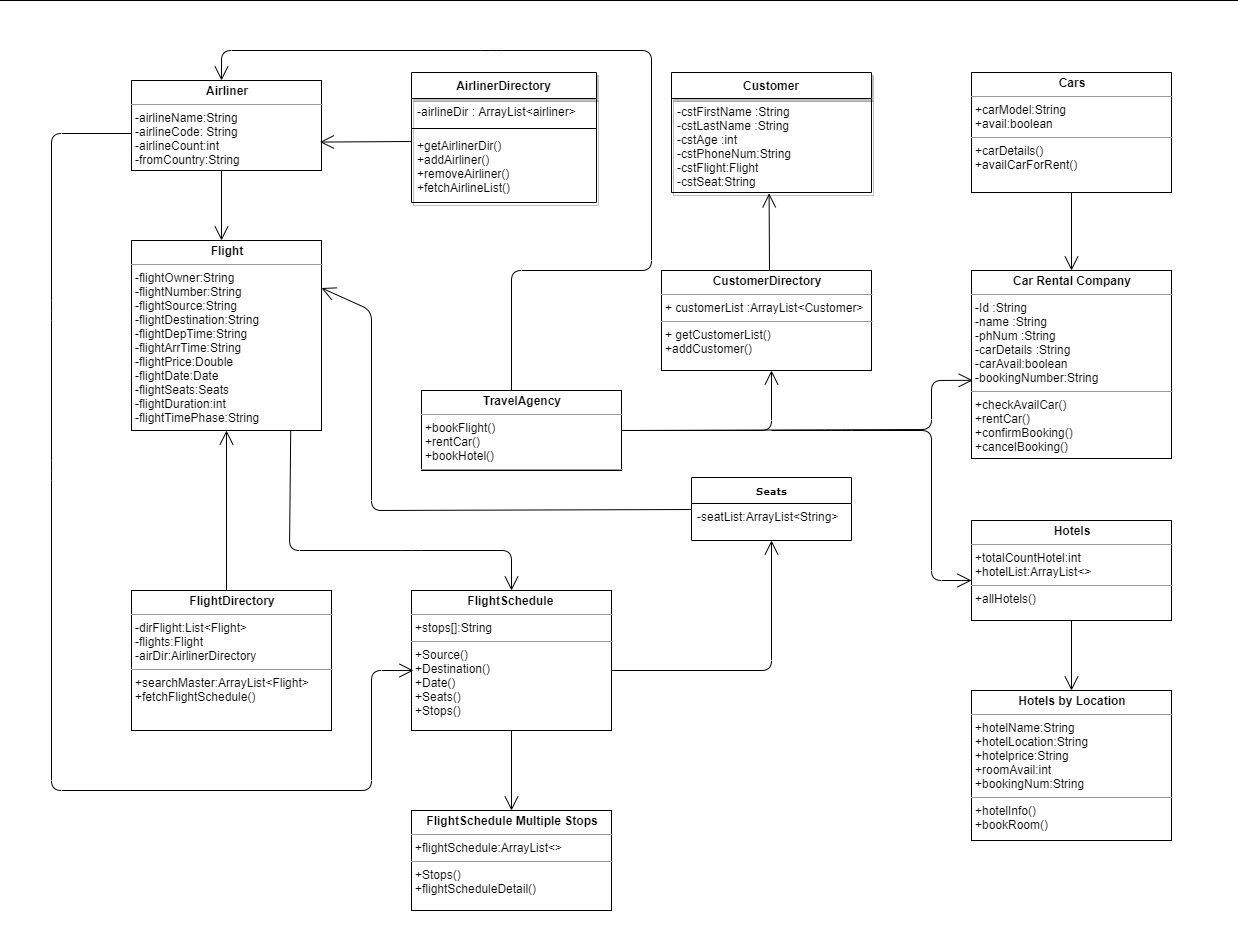 Airliner
-airlineName:String
-airlineCode: String
-airlineCount:int
-fromCountry:String
AirlinerDirectory
-airlineDir : ArrayList<airliner>
+getAirlinerDir()
+addAirliner()
+removeAirliner()
+fetchAirlineList()
Customer
-cstFirstName :String
-cstLastName :String
-cstAge :int
-cstPhoneNum:String
-cstFlight:Flight
-cstSeat:String
Cars
+carModel:String
+avail:boolean
+carDetails()
+availCarForRent()
Flight
-flightOwner:String
-flightNumber:String
-flightSource:String
-flightDestination:String
-flightDepTime:String
-flightArrTime:String
-flightPrice:Double
-flightDate:Date
-flightSeats:Seats
-flightDuration:int
-flightTimePhase:String
CustomerDirectory
+ customerList :ArrayList<Customer>
+ getCustomerList()
+addCustomer()
Car Rental Company
-Id :String
-name :String
-phNum :String
-carDetails :String
-carAvail:boolean
-bookingNumber:String
+checkAvailCar()
+rentCar()
+confirmBooking()
+cancelBooking()
TravelAgency
+bookFlight()
+rentCar()
+bookHotel()
Seats
-seatList:ArrayList<String>
Hotels
+totalCountHotel:int
+hotelList:ArrayList<>
+allHotels()
FlightDirectory
-dirFlight:List<Flight>
-flights:Flight
-airDir:AirlinerDirectory
+searchMaster:ArrayList<Flight>
+fetchFlightSchedule()
FlightSchedule
+stops[]:String
+Source()
+Destination()
+Date()
+Seats()
+Stops()
Hotels by Location
+hotelName:String
+hotelLocation:String
+hotelprice:String
+roomAvail:int
+bookingNum:String
+hotelInfo()
+bookRoom()
FlightSchedule Multiple Stops
+flightSchedule:ArrayList<>
+Stops()
+flightScheduleDetail()